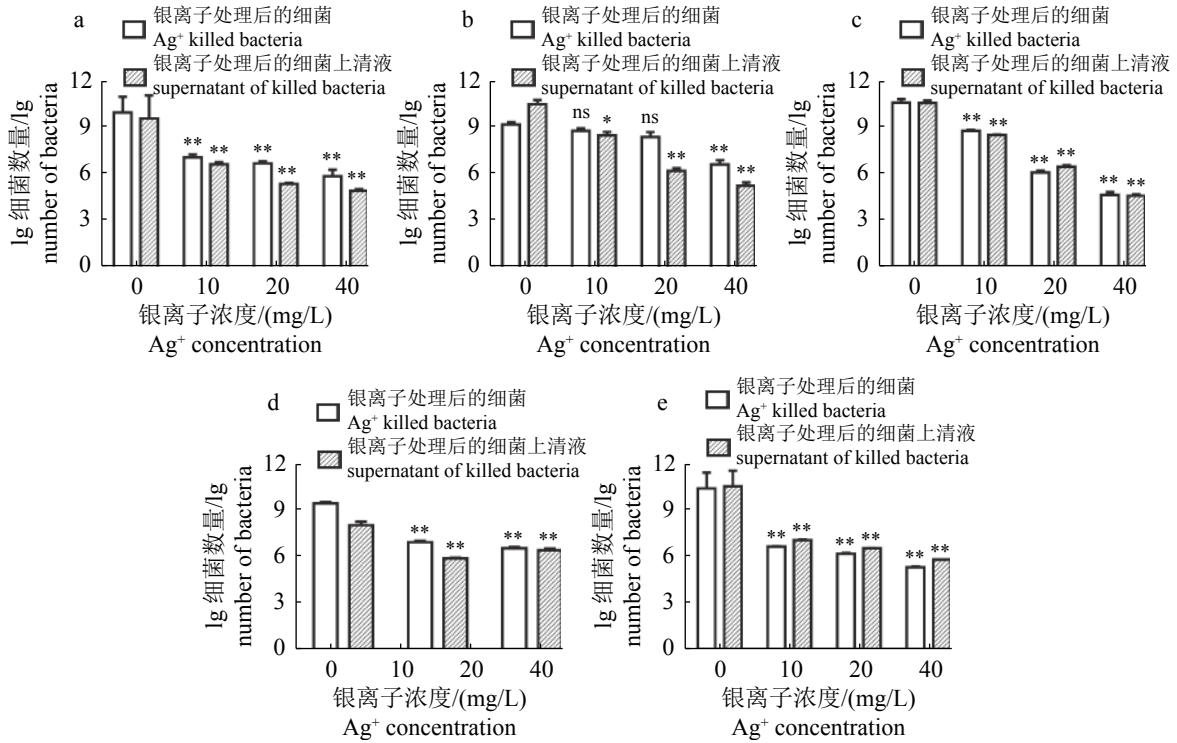 a
银离子处理后的细菌
Ag⁺ killed bacteria
银离子处理后的细菌上清液
supernatant of killed bacteria
lg 细菌数量/lg
number of bacteria
12
9
6
3
0
** ** ** ** ** **
0 10 20 40
银离子浓度/(mg/L)
Ag⁺ concentration
b
银离子处理后的细菌
Ag⁺ killed bacteria
银离子处理后的细菌上清液
supernatant of killed bacteria
lg 细菌数量/lg
number of bacteria
12
9
6
3
0
ns * ns ** ** **
0 10 20 40
银离子浓度/(mg/L)
Ag⁺ concentration
c
银离子处理后的细菌
Ag⁺ killed bacteria
银离子处理后的细菌上清液
supernatant of killed bacteria
lg 细菌数量/lg
number of bacteria
12
9
6
3
0
** ** ** ** ** **
0 10 20 40
银离子浓度/(mg/L)
Ag⁺ concentration
d
银离子处理后的细菌
Ag⁺ killed bacteria
银离子处理后的细菌上清液
supernatant of killed bacteria
lg 细菌数量/lg
number of bacteria
12
9
6
3
0
** ** ** **
0 10 20 40
银离子浓度/(mg/L)
Ag⁺ concentration
e
银离子处理后的细菌
Ag⁺ killed bacteria
银离子处理后的细菌上清液
supernatant of killed bacteria
lg 细菌数量/lg
number of bacteria
12
9
6
3
0
** ** ** ** ** **
0 10 20 40
银离子浓度/(mg/L)
Ag⁺ concentration